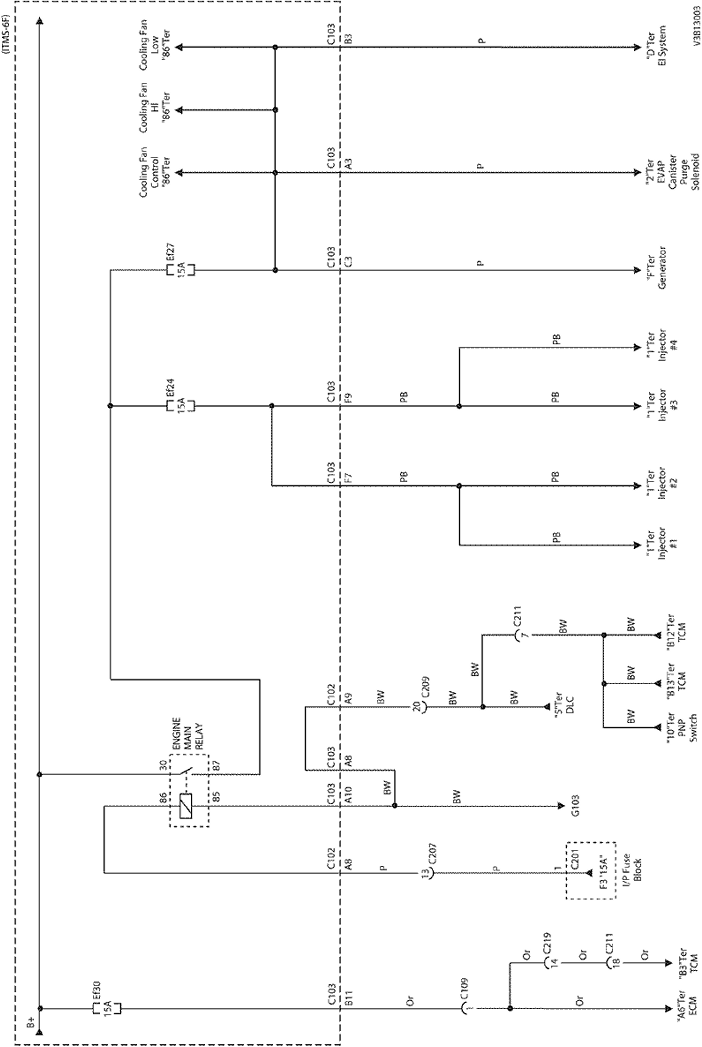 (ITMS-6F)
V3B13003
Cooling Fan
Low
"86"Ter
C103
B3
P
"D"Ter
EI System
Cooling Fan
HI
"86"Ter
Cooling Fan
Control
"86"Ter
C103
A3
P
"2"Ter
EVAP
Canister
Purge
Solenoid
Ef27
15A
C103
C3
P
"F"Ter
Generator
PB
"1"Ter
Injector
#4
Ef24
15A
C103
F9
PB
PB
"1"Ter
Injector
#3
C103
F7
PB
PB
"1"Ter
Injector
#2
PB
"1"Ter
Injector
#1
C211
7
BW
BW
"B12"Ter
TCM
BW
BW
"B13"Ter
TCM
C102
A9
BW
20
C209
BW
BW
"5"Ter
DLC
BW
"10"Ter
PNP
Switch
ENGINE
MAIN
RELAY
30
87
C103
A8
BW
86
85
C103
A10
BW
G103
C102
A8
P
13
C207
P
1
C201
F3 "15A"
I/P Fuse
Block
Or
C219
14
Or
C211
18
Or
"B3"Ter
TCM
B+
Ef30
15A
C103
B11
Or
C109
Or
"A6"Ter
ECM